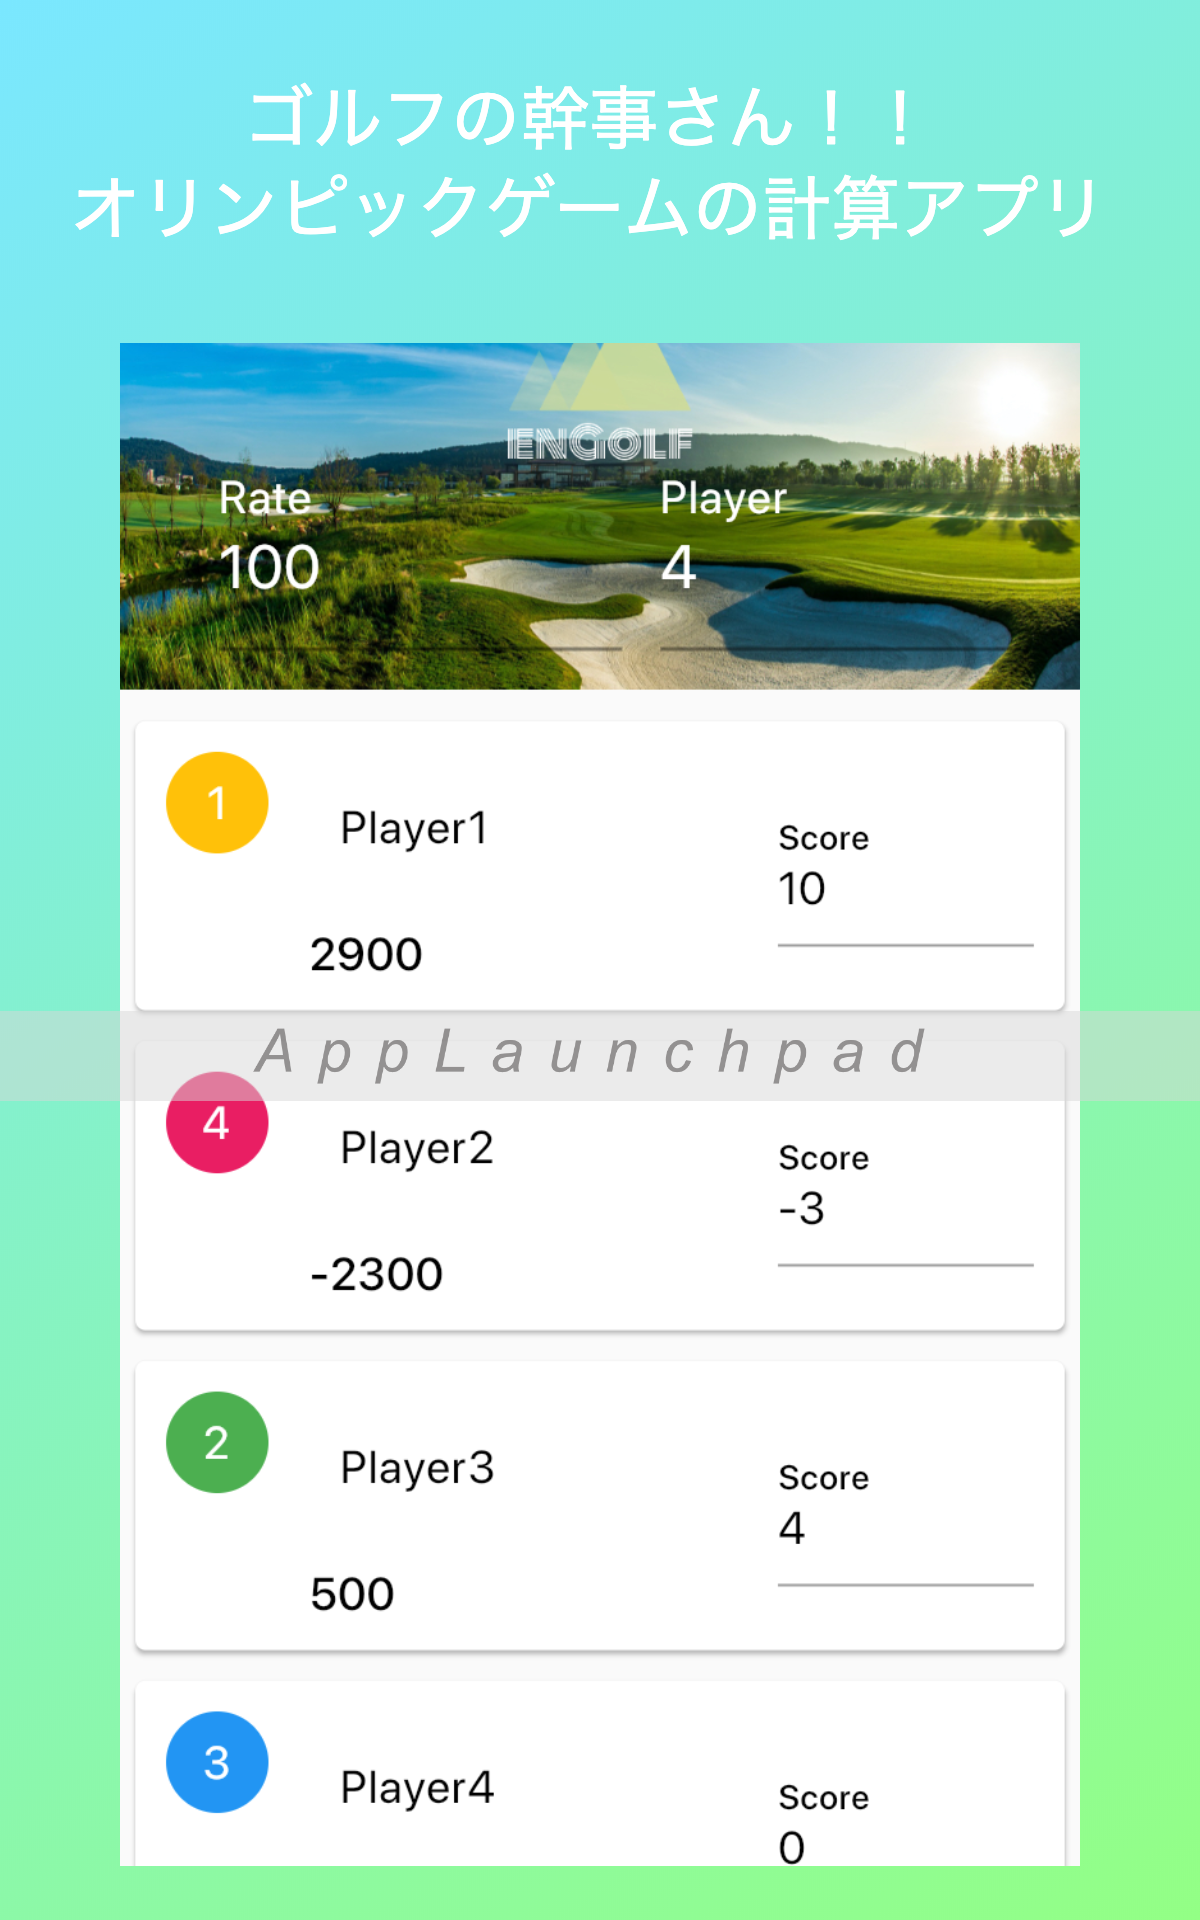 ゴルフの幹事さん！！
オリンピックゲームの計算アプリ
ENGOLF
Rate
Player
100
4
1
Player1
Score
10
2900
AppLaunchpad
4
Player2
Score
-3
-2300
2
Player3
Score
4
500
3
Player4
Score
0